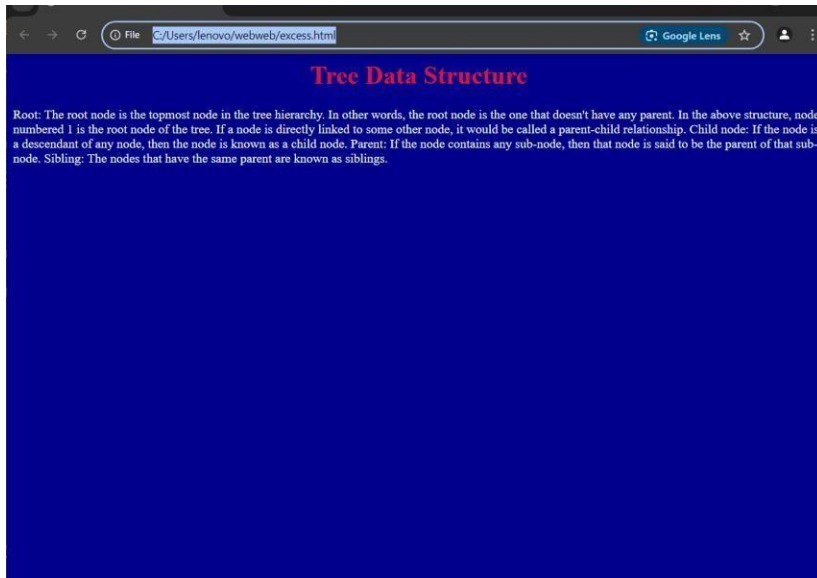 File C:/Users/lenovo/webweb/excess.html Google Lens
Tree Data Structure
Root: The root node is the topmost node in the tree hierarchy. In other words, the root node is the one that doesn't have any parent. In the above structure, node
numbered 1 is the root node of the tree. If a node is directly linked to some other node, it would be called a parent-child relationship. Child node: If the node is
a descendant of any node, then the node is known as a child node. Parent: If the node contains any sub-node, then that node is said to be the parent of that sub-
node. Sibling: The nodes that have the same parent are known as siblings.